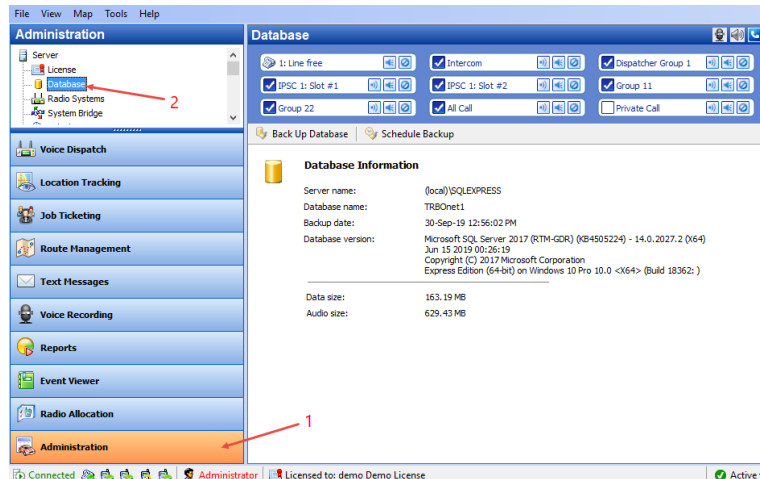 File View Map Tools Help
Administration
Database
Server
License
Database
Radio Systems
System Bridge
2
1: Line free
Intercom
Dispatcher Group 1
IPSC 1: Slot #1
IPSC 1: Slot #2
Group 11
Group 22
All Call
Private Call
Back Up Database
Schedule Backup
Voice Dispatch
Location Tracking
Job Ticketing
Route Management
Text Messages
Voice Recording
Reports
Event Viewer
Radio Allocation
Administration
1
Database Information
Server name: (local)\SQLEXPRESS
Database name: TRBOnet1
Backup date: 30-Sep-19 12:56:02 PM
Database version: Microsoft SQL Server 2017 (RTM-GDR) (KB4505224) - 14.0.2027.2 (X64)
Jun 15 2019 00:26:19
Copyright (C) 2017 Microsoft Corporation
Express Edition (64-bit) on Windows 10 Pro 10.0 <X64> (Build 18362: )
Data size: 163.19 MB
Audio size: 629.43 MB
Connected
Administrator
Licensed to: demo Demo License
Active